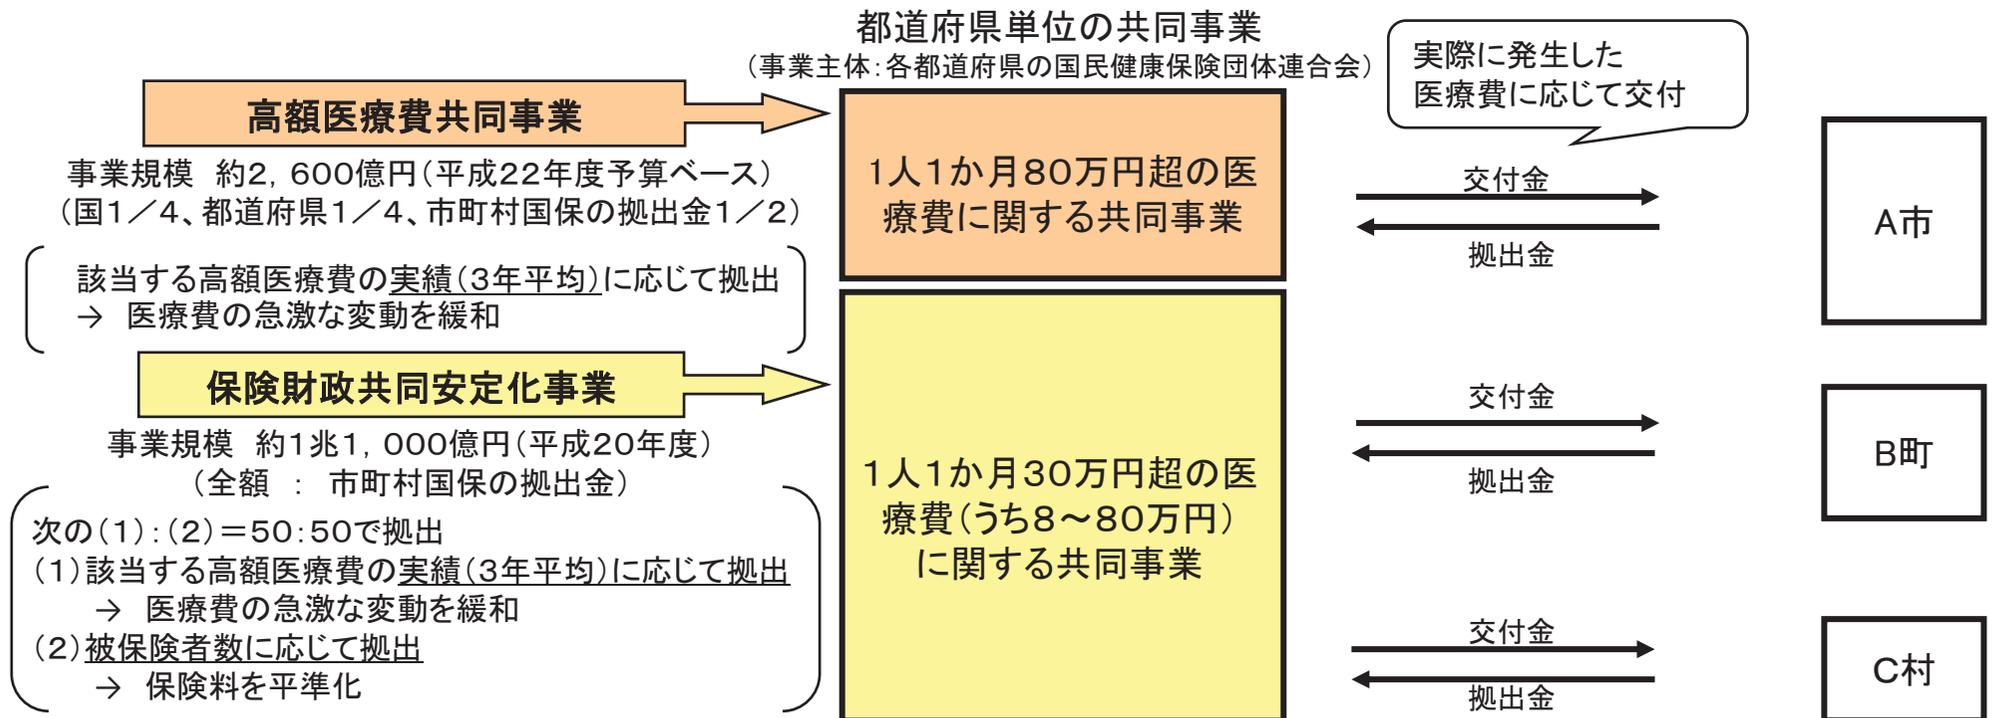 都道府県単位の共同事業
（事業主体：各都道府県の国民健康保険団体連合会）
実際に発生した
医療費に応じて交付
高額医療費共同事業
事業規模　約２，６００億円（平成２２年度予算ベース）
（国１／４、都道府県１／４、市町村国保の拠出金１／２）
該当する高額医療費の実績（３年平均）に応じて拠出
→　医療費の急激な変動を緩和
１人１か月８０万円超の医
療費に関する共同事業
交付金
拠出金
A市
保険財政共同安定化事業
事業規模　約１兆１，０００億円（平成２０年度）
（全額　：　市町村国保の拠出金）
次の（１）：（２）＝５０：５０で拠出
（１）該当する高額医療費の実績（３年平均）に応じて拠出
→　医療費の急激な変動を緩和
（２）被保険者数に応じて拠出
→　保険料を平準化
１人１か月３０万円超の医
療費（うち８～８０万円）
に関する共同事業
交付金
拠出金
B町
交付金
拠出金
C村